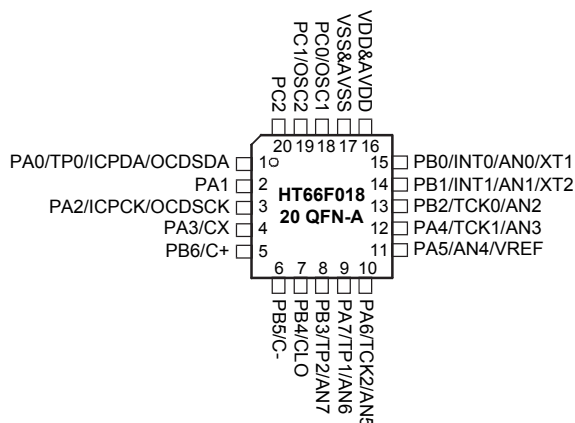 PC2
PC1/OSC2
PC0/OSC1
VSS&AVSS
VDD&AVDD
20 19 18 17 16
PA0/TP0/ICPDA/OCDSDA 1
PA1 2
PA2/ICPCK/OCDSCK 3
PA3/CX 4
PB6/C+ 5
HT66F018
20 QFN-A
15 PB0/INT0/AN0/XT1
14 PB1/INT1/AN1/XT2
13 PB2/TCK0/AN2
12 PA4/TCK1/AN3
11 PA5/AN4/VREF
6 7 8 9 10
PB5/C-
PB4/CLO
PB3/TP2/AN7
PA7/TP1/AN6
PA6/TCK2/AN5